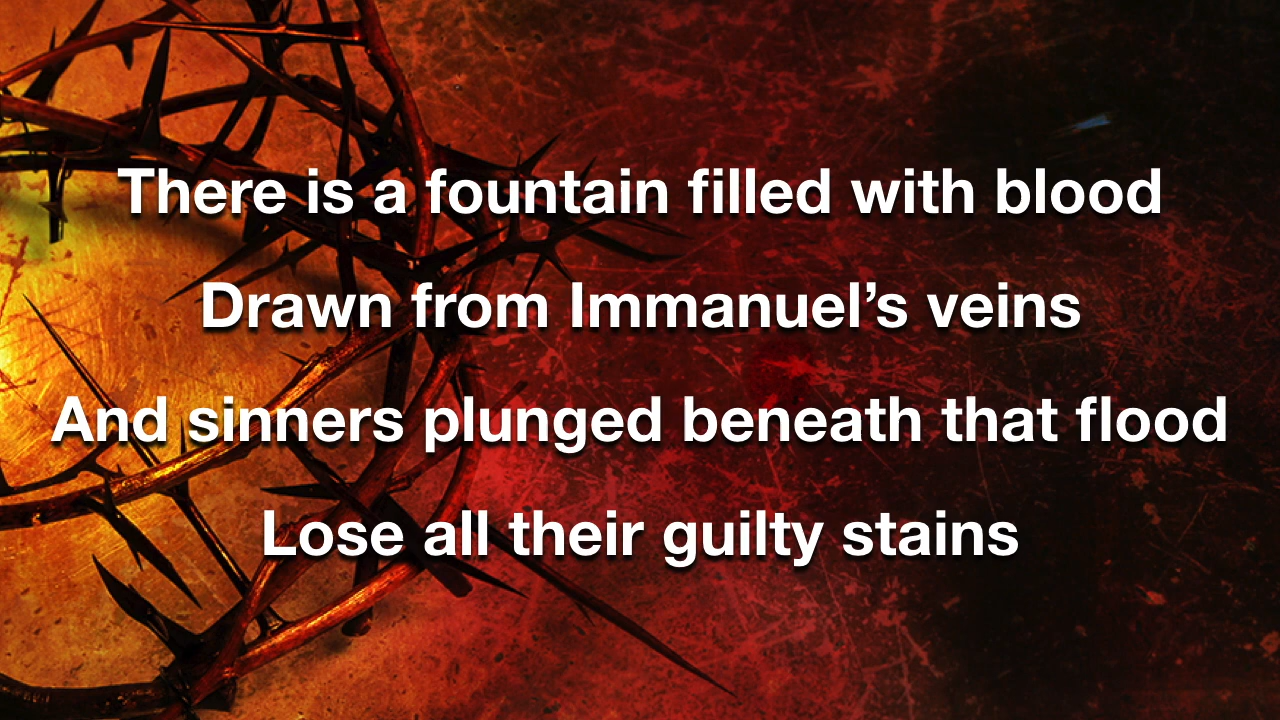 There is a fountain filled with blood
Drawn from Immanuel’s veins
And sinners plunged beneath that flood
Lose all their guilty stains